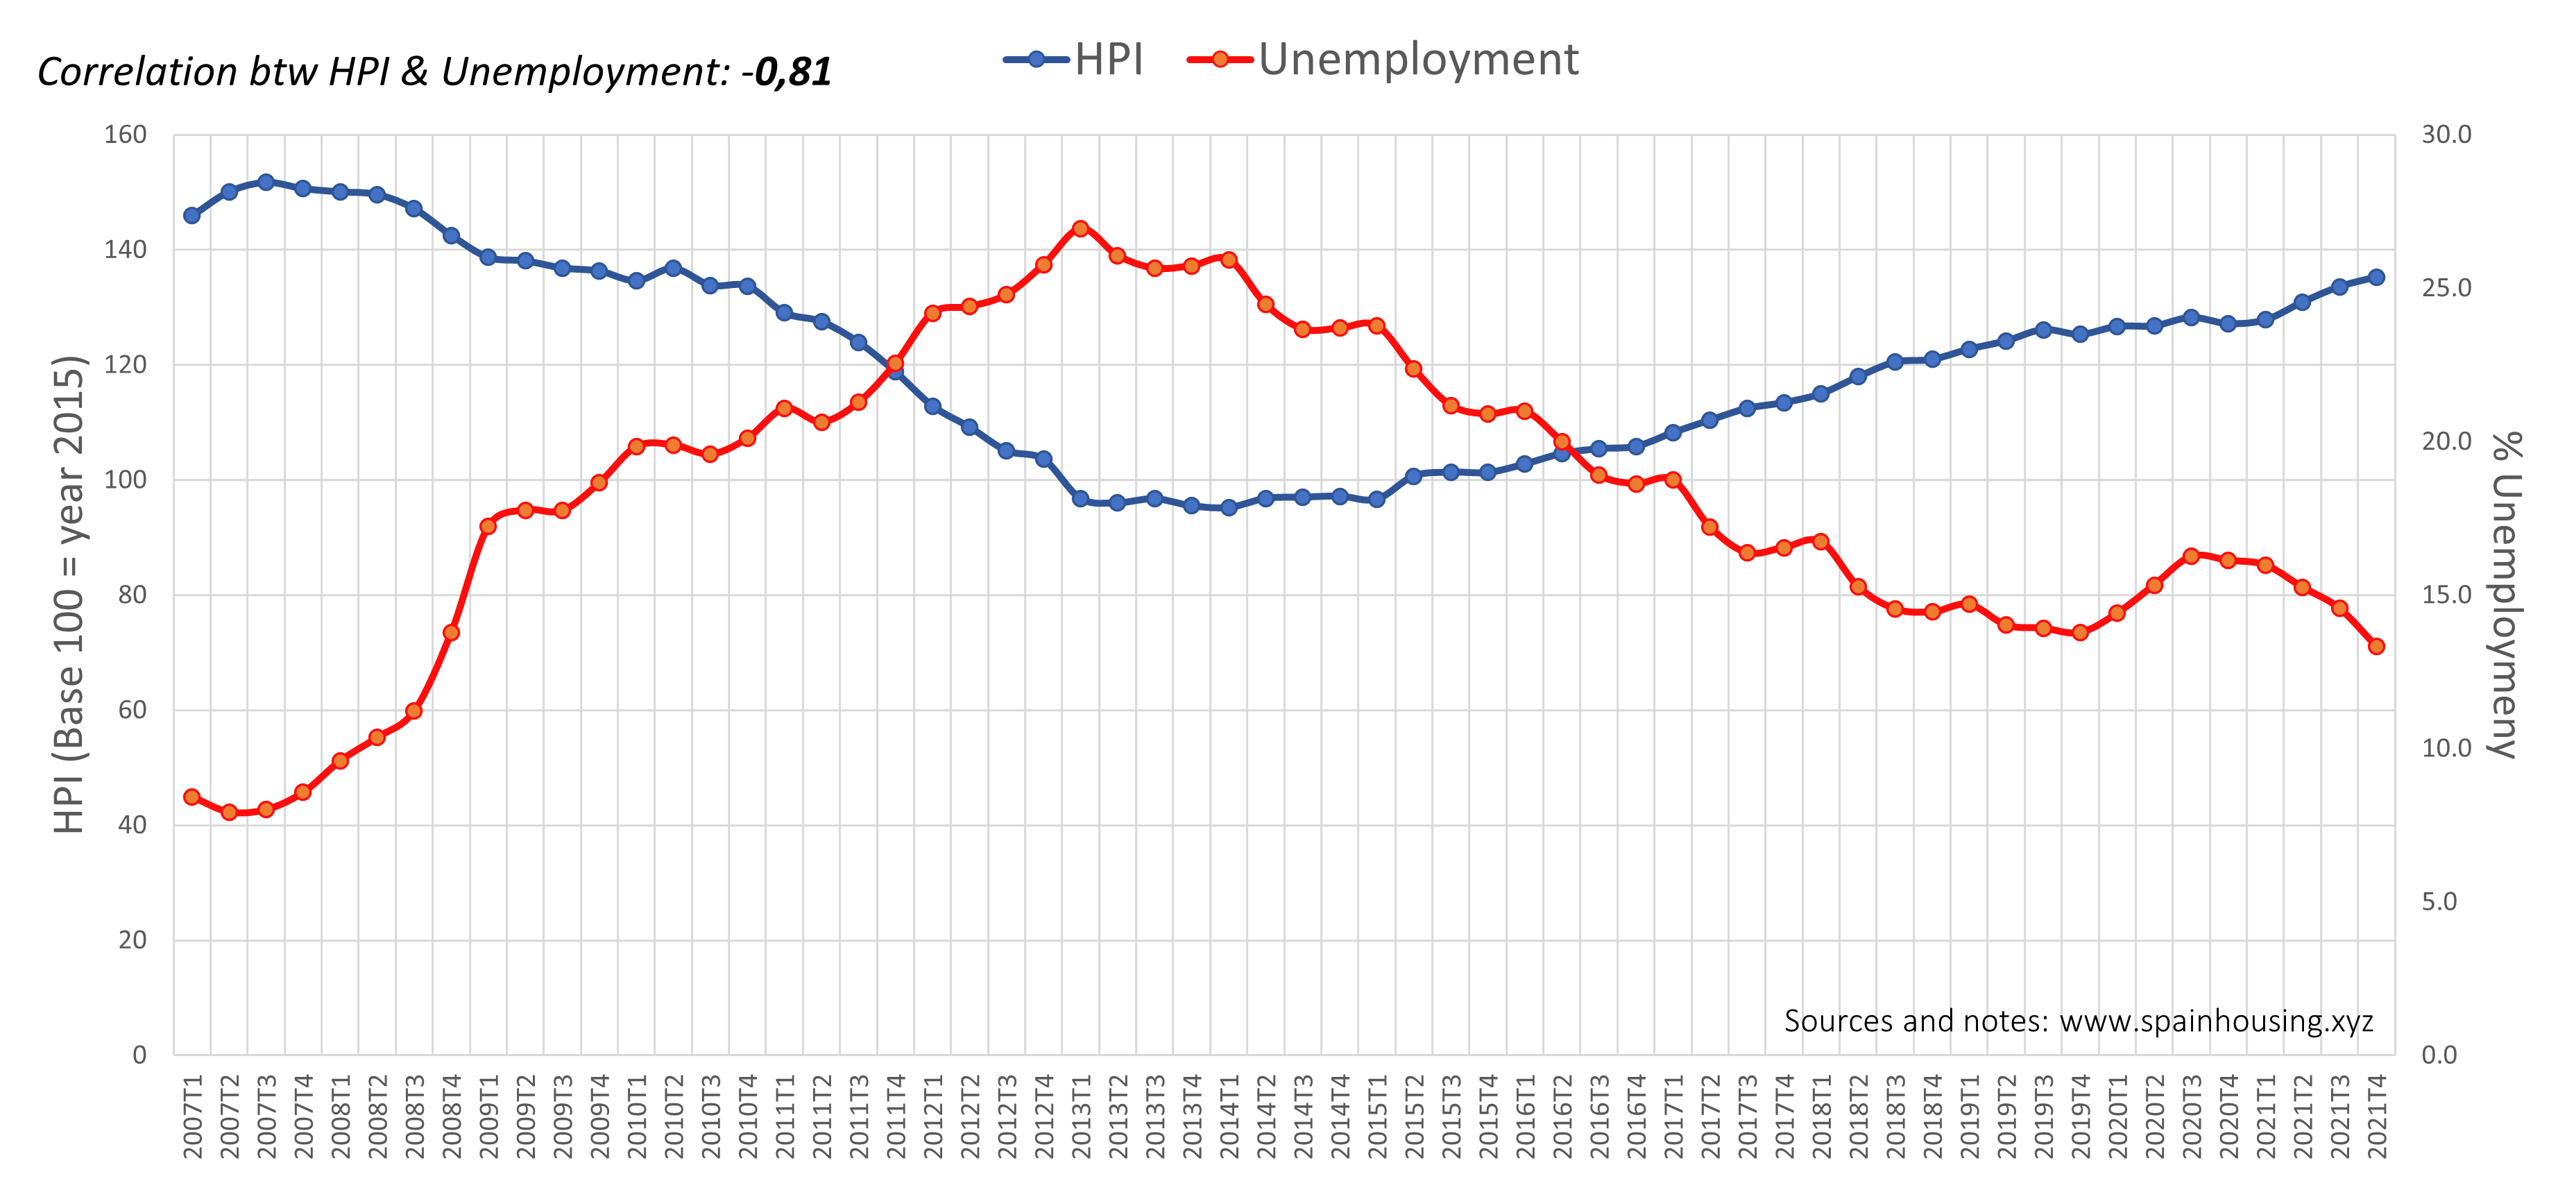 Correlation btw HPI & Unemployment: -0,81
HPI
Unemployment
160
140
120
100
80
60
40
20
0
HPI (Base 100 = year 2015)
30.0
25.0
20.0
15.0
10.0
5.0
0.0
% Unemploymeny
Sources and notes: www.spainhousing.xyz
2007T1
2007T2
2007T3
2007T4
2008T1
2008T2
2008T3
2008T4
2009T1
2009T2
2009T3
2009T4
2010T1
2010T2
2010T3
2010T4
2011T1
2011T2
2011T3
2011T4
2012T1
2012T2
2012T3
2012T4
2013T1
2013T2
2013T3
2013T4
2014T1
2014T2
2014T3
2014T4
2015T1
2015T2
2015T3
2015T4
2016T1
2016T2
2016T3
2016T4
2017T1
2017T2
2017T3
2017T4
2018T1
2018T2
2018T3
2018T4
2019T1
2019T2
2019T3
2019T4
2020T1
2020T2
2020T3
2020T4
2021T1
2021T2
2021T3
2021T4